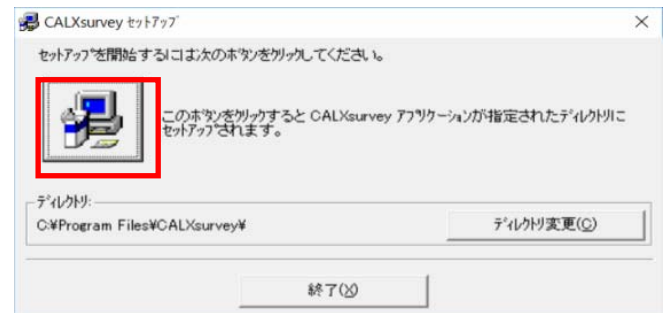 CALXsurvey ｾｯﾄｱｯﾌﾟ
ｾｯﾄｱｯﾌﾟを開始するには次のﾎﾞﾀﾝをｸﾘｯｸしてください。
このﾎﾞﾀﾝをｸﾘｯｸすると CALXsurvey ｱﾌﾟﾘｹｰｼｮﾝが指定されたﾃﾞｨﾚｸﾄﾘに
ｾｯﾄｱｯﾌﾟされます。
ﾃﾞｨﾚｸﾄﾘ:
C:¥Program Files¥CALXsurvey¥
ﾃﾞｨﾚｸﾄﾘ変更(C)
終了(X)